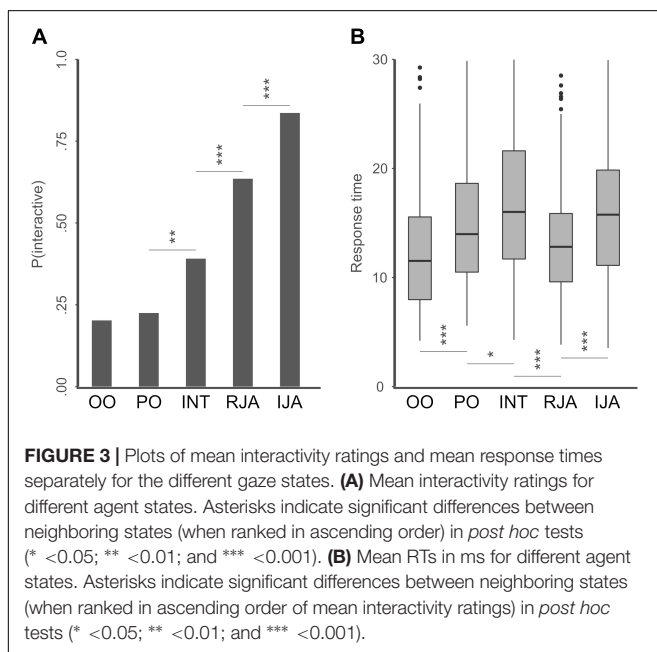 A
P(interactive)
1.0
.75
.50
.25
.00
**
***
***
OO PO INT RJA IJA
B
Response time
30
20
10
0
***
*
***
***
OO PO INT RJA IJA
FIGURE 3 | Plots of mean interactivity ratings and mean response times
separately for the different gaze states. (A) Mean interactivity ratings for
different agent states. Asterisks indicate significant differences between
neighboring states (when ranked in ascending order) in post hoc tests
(* <0.05; ** <0.01; and *** <0.001). (B) Mean RTs in ms for different agent
states. Asterisks indicate significant differences between neighboring states
(when ranked in ascending order of mean interactivity ratings) in post hoc
tests (* <0.05; ** <0.01; and *** <0.001).